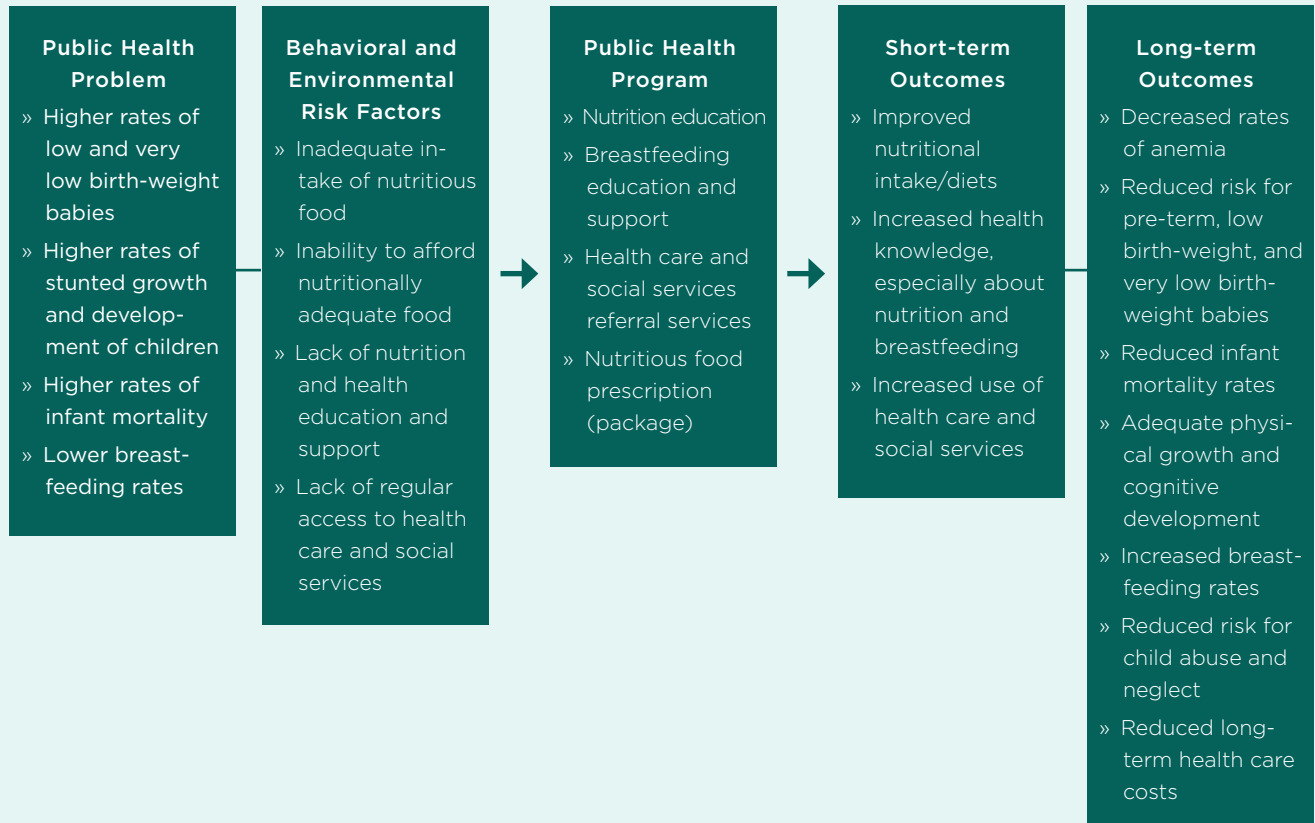 Public Health
Problem
» Higher rates of
low and very
low birth-weight
babies
» Higher rates of
stunted growth
and develop-
ment of children
» Higher rates of
infant mortality
» Lower breast-
feeding rates
Behavioral and
Environmental
Risk Factors
» Inadequate in-
take of nutritious
food
» Inability to afford
nutritionally
adequate food
» Lack of nutrition
and health
education and
support
» Lack of regular
access to health
care and social
services
Public Health
Program
» Nutrition education
» Breastfeeding
education and
support
» Health care and
social services
referral services
» Nutritious food
prescription
(package)
Short-term
Outcomes
» Improved
nutritional
intake/diets
» Increased health
knowledge,
especially about
nutrition and
breastfeeding
» Increased use of
health care and
social services
Long-term
Outcomes
» Decreased rates
of anemia
» Reduced risk for
pre-term, low
birth-weight, and
very low birth-
weight babies
» Reduced infant
mortality rates
» Adequate physi-
cal growth and
cognitive
development
» Increased breast-
feeding rates
» Reduced risk for
child abuse and
neglect
» Reduced long-
term health care
costs